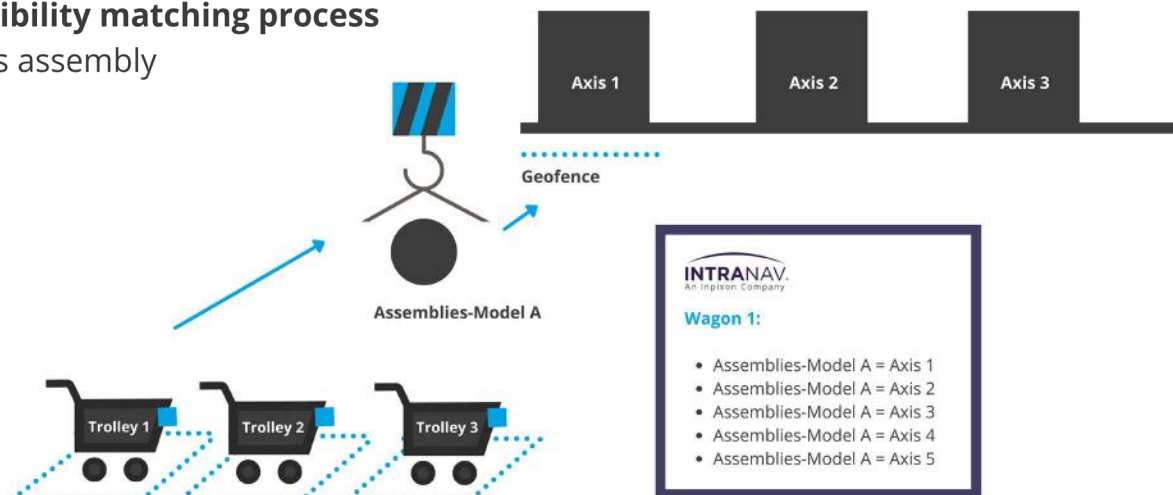 ibility matching process
s assembly
Axis 1
Axis 2
Axis 3
Geofence
Assemblies-Model A
INTRANAV.
An Inpixon Company
Wagon 1:
• Assemblies-Model A = Axis 1
• Assemblies-Model A = Axis 2
• Assemblies-Model A = Axis 3
• Assemblies-Model A = Axis 4
• Assemblies-Model A = Axis 5
Trolley 1
Trolley 2
Trolley 3